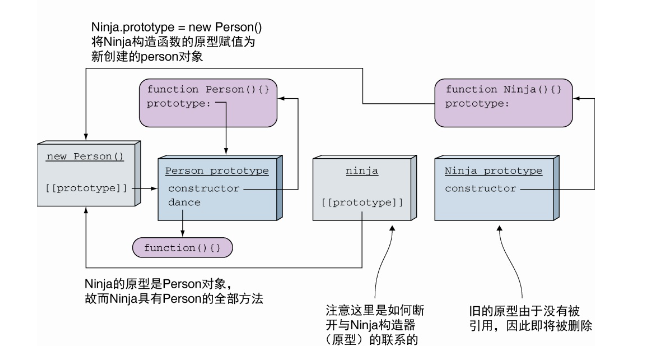 Ninja.prototype = new Person()
将Ninja构造函数的原型赋值为
新创建的person对象
function Person(){}
prototype:
function Ninja(){}
prototype:
new Person()
[[prototype]]
Person prototype
constructor
dance
ninja
[[prototype]]
Ninja prototype
constructor
function(){}
Ninja的原型是Person对象，
故而Ninja具有Person的全部方法
注意这里是如何断
开与Ninja构造器
（原型）的联系的
旧的原型由于没有被
引用，因此即将被删除